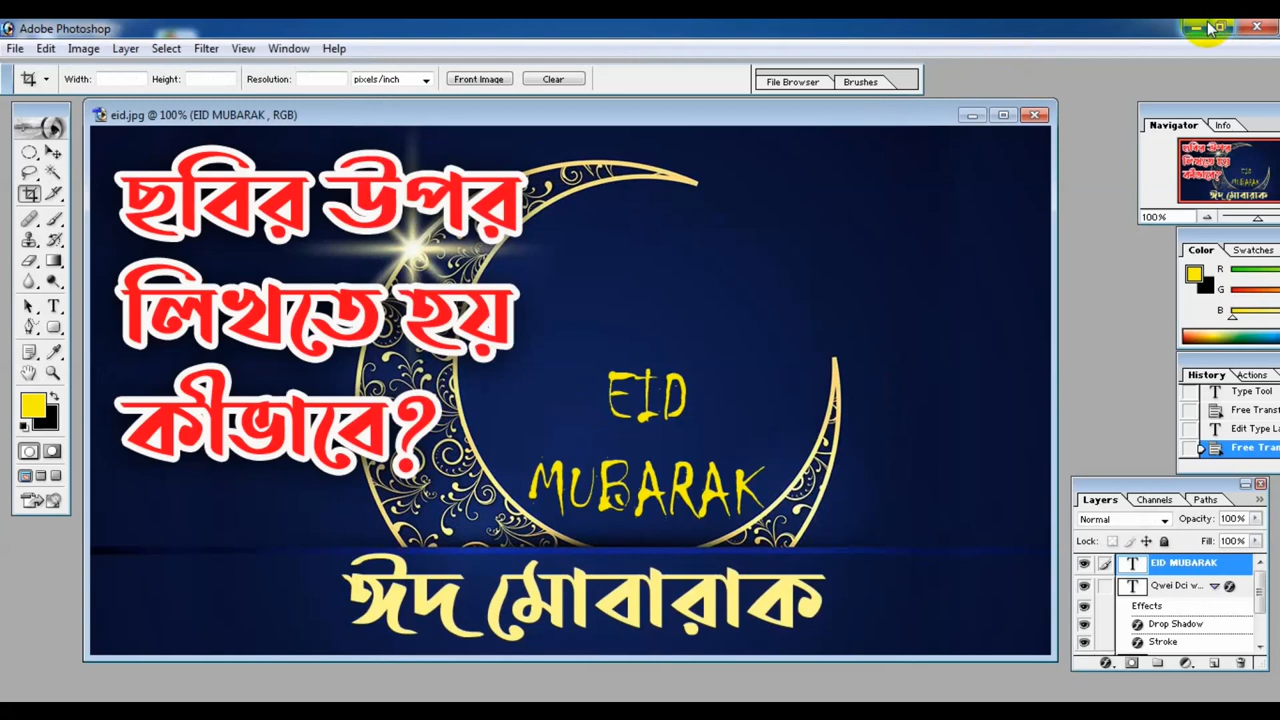 Adobe Photoshop
File Edit Image Layer Select Filter View Window Help
Width: Height: Resolution: pixels/inch Front Image Clear File Browser Brushes
eid.jpg @ 100% (EID MUBARAK , RGB)
ছবির উপর
লিখতে হয়
কীভাবে?
EID
MUBARAK
ঈদ মোবারাক
Navigator Info
100%
Color Swatches
R
G
B
History Actions
Type Tool
Free Transf
Edit Type La
Free Tran
Layers Channels Paths
Normal Opacity: 100%
Lock: Fill: 100%
EID MUBARAK
Qwei Dci w...
Effects
Drop Shadow
Stroke